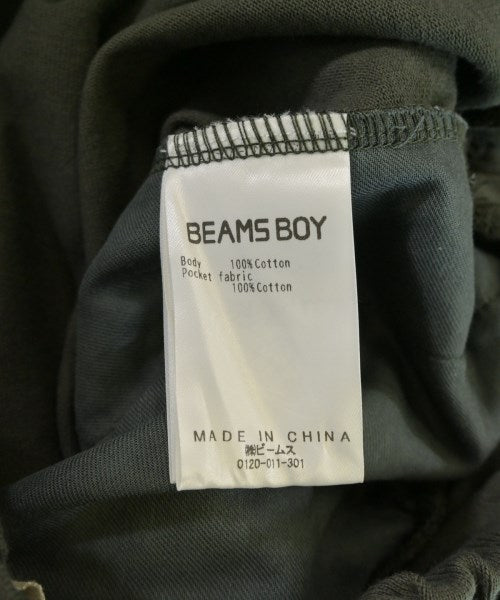 BEAMS BOY
Body 100%Cotton
Pocket fabric
100%Cotton
MADE IN CHINA
㈱ビームス
0120-011-301